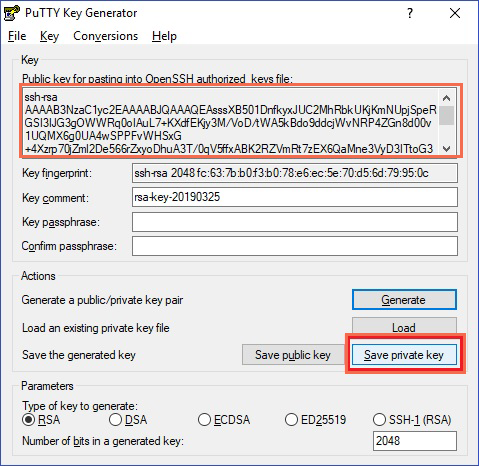 PuTTY Key Generator
File Key Conversions Help
Key
Public key for pasting into OpenSSH authorized_keys file:
ssh-rsa
AAAAB3NzaC1yc2EAAAABJQAAAQEAsssXB501DnfkyxJUC2MhRbkUKjKmNUpjSpeR
GSI3IJG3gOWWRq0oIAuL7+KXdfEKjy3M/VoD/tWA5kBdo9ddcjWvNRP4ZGn8d00v
1UQMX6g0UA4wSPPFvWHSxG
+4Xzrp70jZmI2De566rZxyoDhuA3T/0qV5ffxABK2RZVmRt7zEX6QaMne3VyD3ITtoG3
Key fingerprint: ssh-rsa 2048 fc:63:7b:b0:f3:b0:78:e6:ec:5e:70:d5:6d:79:95:0c
Key comment: rsa-key-20190325
Key passphrase:
Confirm passphrase:
Actions
Generate a public/private key pair Generate
Load an existing private key file Load
Save the generated key Save public key Save private key
Parameters
Type of key to generate:
RSA DSA ECDSA ED25519 SSH-1 (RSA)
Number of bits in a generated key: 2048